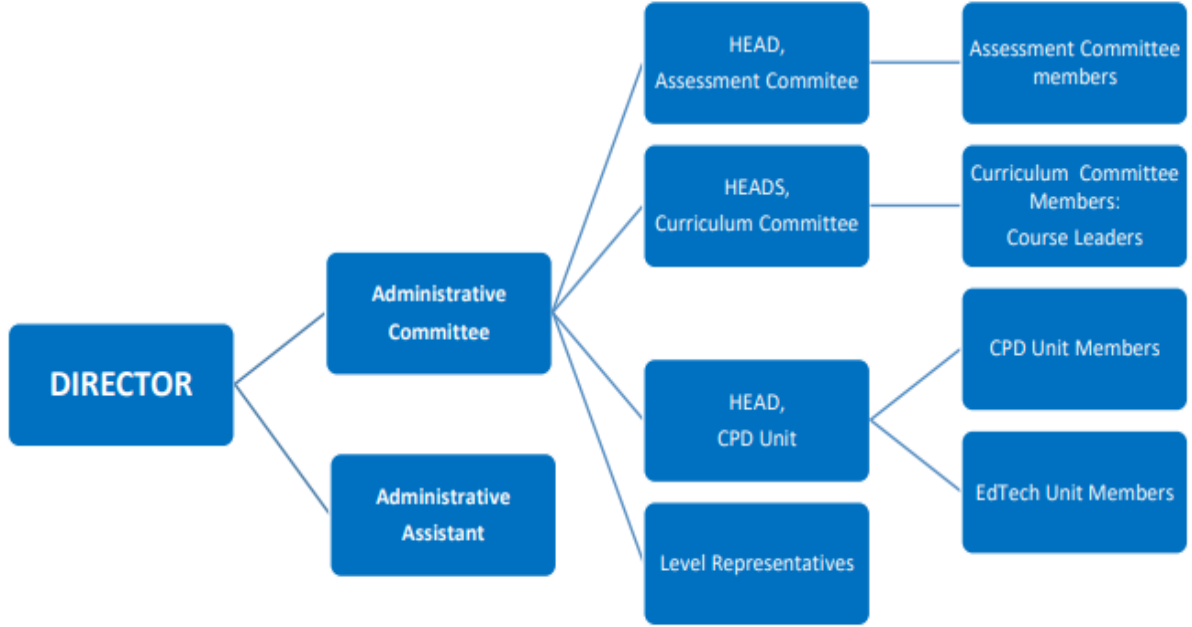 DIRECTOR
Administrative
Committee
Administrative
Assistant
HEAD,
Assessment Commitee
HEADS,
Curriculum Committee
HEAD,
CPD Unit
Level Representatives
Assessment Committee
members
Curriculum Committee
Members:
Course Leaders
CPD Unit Members
EdTech Unit Members